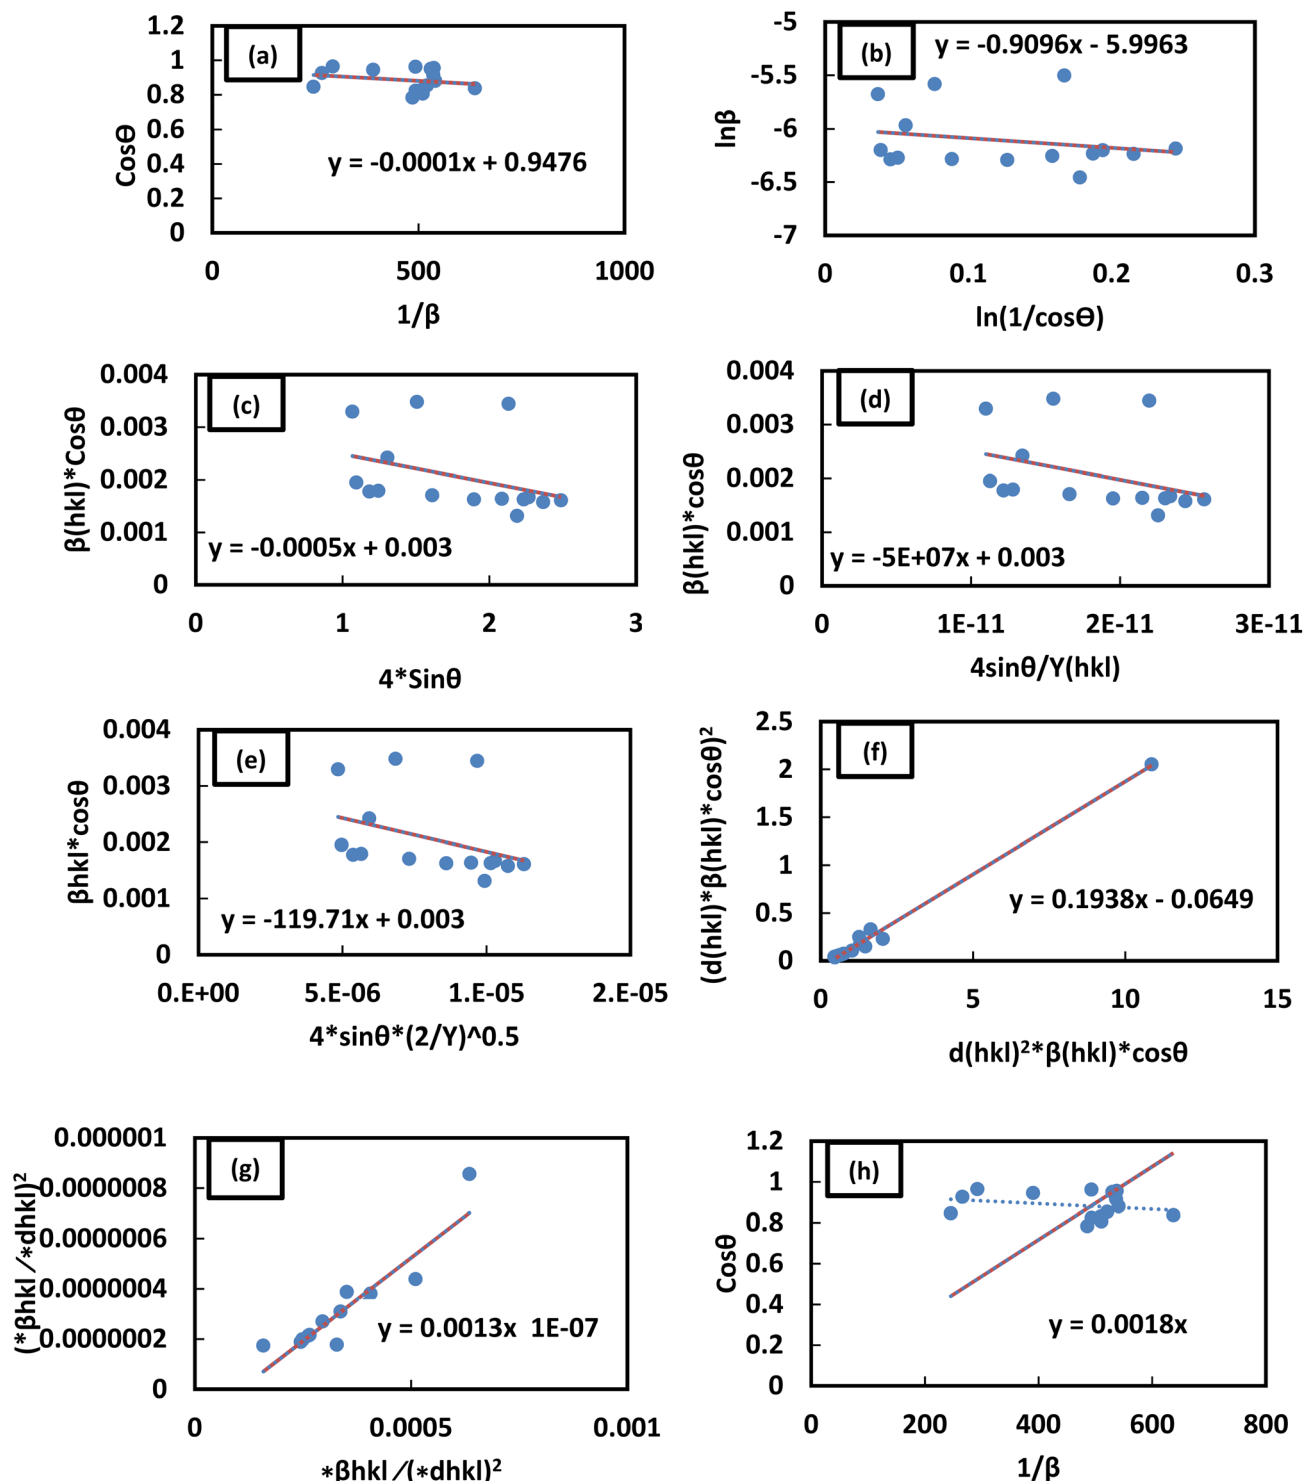 (a)
1.2
1
0.8
0.6
0.4
0.2
0
CosӨ
y = -0.0001x + 0.9476
0
500
1000
1/β
(b)
-5
-5.5
-6
-6.5
-7
lnβ
y = -0.9096x - 5.9963
0
0.1
0.2
0.3
ln(1/cosӨ)
(c)
0.004
0.003
0.002
0.001
0
β(hkl)*Cosθ
y = -0.0005x + 0.003
0
1
2
3
4*Sinθ
(d)
0.004
0.003
0.002
0.001
0
β(hkl)*cosθ
y = -5E+07x + 0.003
0
1E-11
2E-11
3E-11
4sinθ/Y(hkl)
(e)
0.004
0.003
0.002
0.001
0
βhkl*cosθ
y = -119.71x + 0.003
0.E+00
5.E-06
1.E-05
2.E-05
4*sinθ*(2/Y)^0.5
(f)
2.5
2
1.5
1
0.5
0
(d(hkl)*β(hkl)*cosθ)²
y = 0.1938x - 0.0649
0
5
10
15
d(hkl)²*β(hkl)*cosθ
(g)
0.000001
0.0000008
0.0000006
0.0000004
0.0000002
0
(*βhkl/*dhkl)²
y = 0.0013x 1E-07
0
0.0005
0.001
*βhkl/(*dhkl)²
(h)
1.2
1
0.8
0.6
0.4
0.2
0
Cosθ
y = 0.0018x
0
200
400
600
800
1/β